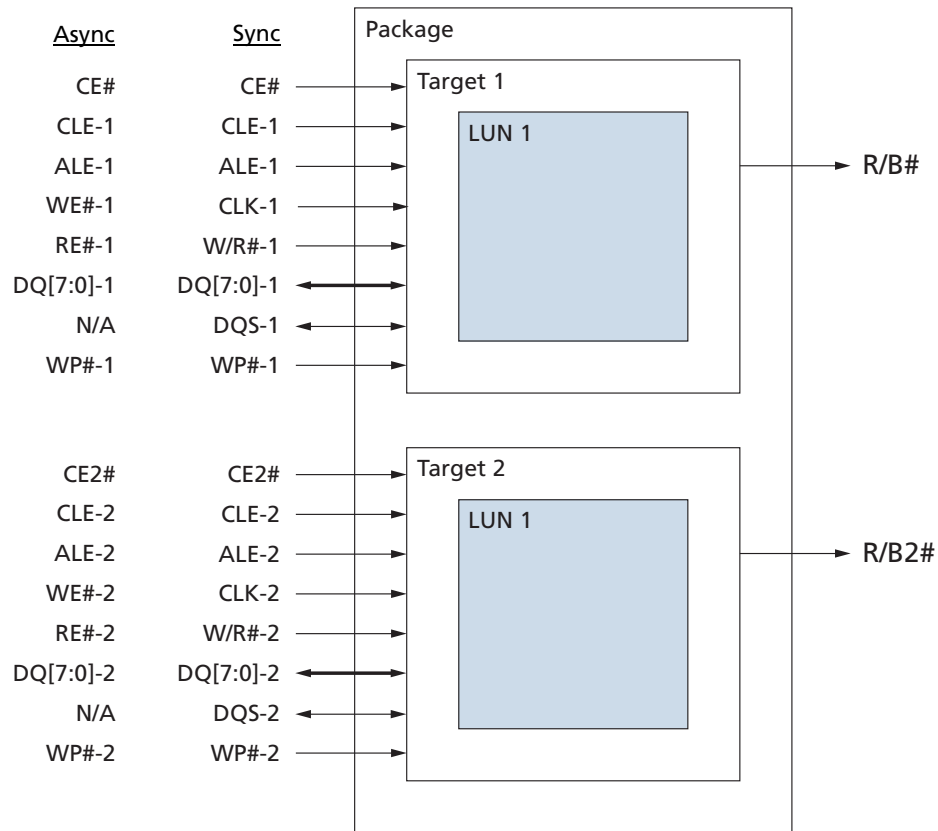 Async Sync Package
CE# CE# Target 1
CLE-1 CLE-1 LUN 1
ALE-1 ALE-1 R/B#
WE#-1 CLK-1
RE#-1 W/R#-1
DQ[7:0]-1 DQ[7:0]-1
N/A DQS-1
WP#-1 WP#-1
CE2# CE2# Target 2
CLE-2 CLE-2 LUN 1
ALE-2 ALE-2 R/B2#
WE#-2 CLK-2
RE#-2 W/R#-2
DQ[7:0]-2 DQ[7:0]-2
N/A DQS-2
WP#-2 WP#-2